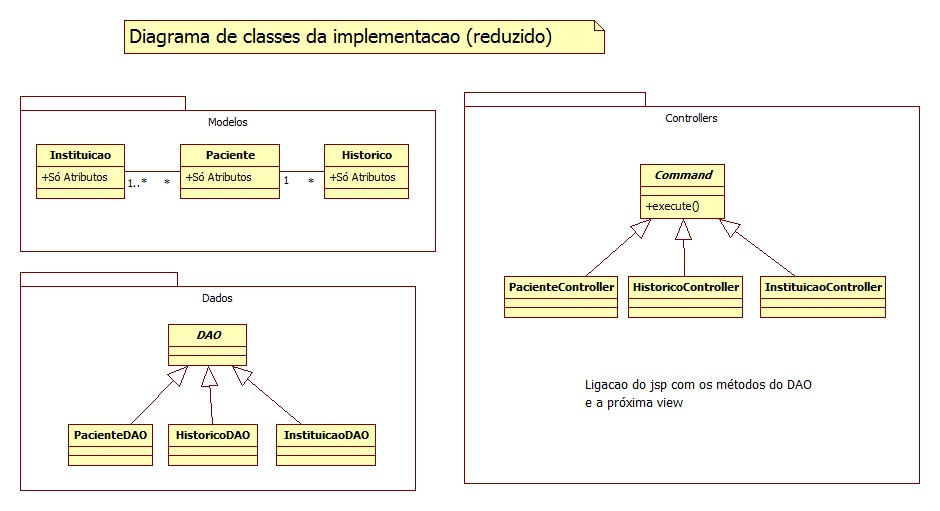 Diagrama de classes da implementacao (reduzido)
Modelos
Instituicao
+Só Atributos
1..*
*
Paciente
+Só Atributos
1
*
Historico
+Só Atributos
Dados
DAO
PacienteDAO
HistoricoDAO
InstituicaoDAO
Controllers
Command
+execute()
PacienteController
HistoricoController
InstituicaoController
Ligacao do jsp com os métodos do DAO
e a próxima view